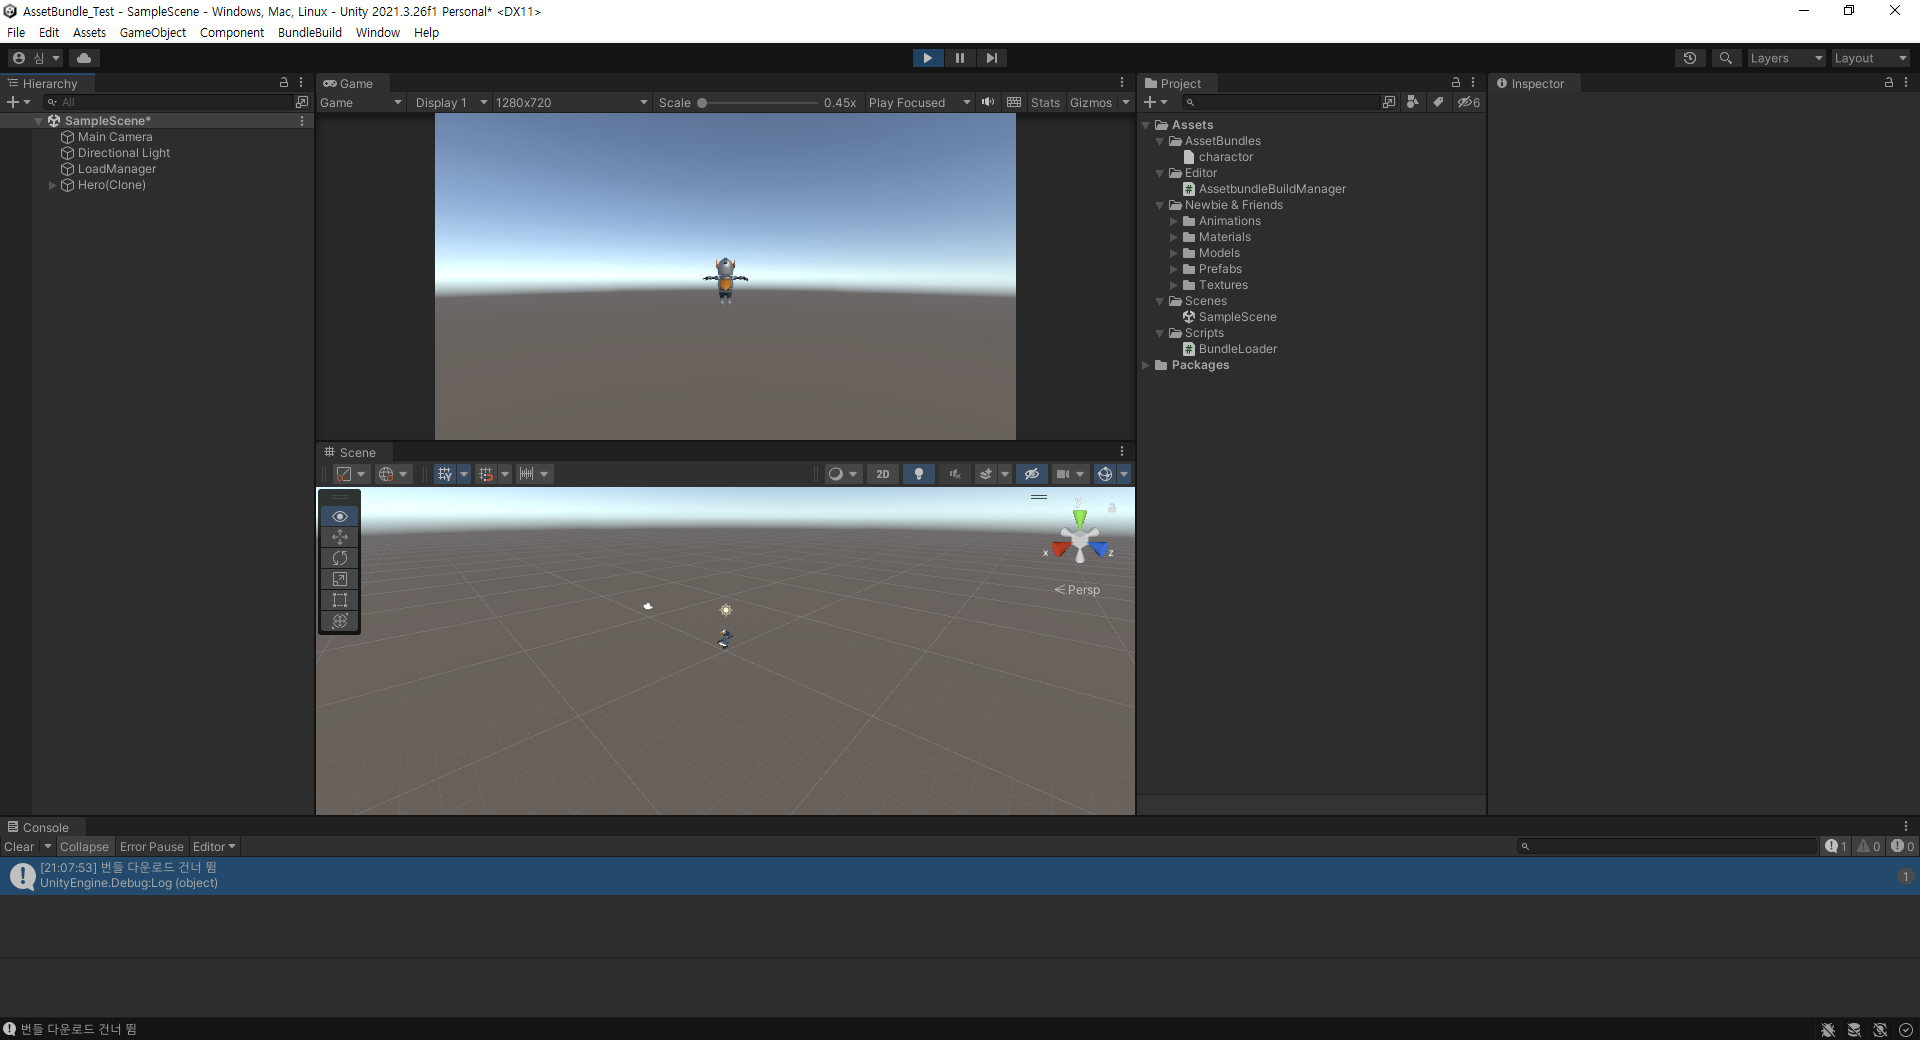 AssetBundle_Test - SampleScene - Windows, Mac, Linux - Unity 2021.3.26f1 Personal* <DX11>
File Edit Assets GameObject Component BundleBuild Window Help
심 Layers Layout
Hierarchy
All
SampleScene*
Main Camera
Directional Light
LoadManager
Hero(Clone)
Game
Game Display 1 1280x720 Scale 0.45x Play Focused Stats Gizmos
Scene
2D
y
x
z
Persp
Project
6
Assets
AssetBundles
charactor
Editor
AssetbundleBuildManager
Newbie & Friends
Animations
Materials
Models
Prefabs
Textures
Scenes
SampleScene
Scripts
BundleLoader
Packages
Inspector
Console
Clear Collapse Error Pause Editor 1 0 0
[21:07:53] 번들 다운로드 건너 뜀
UnityEngine.Debug:Log (object)
1
번들 다운로드 건너 뜀